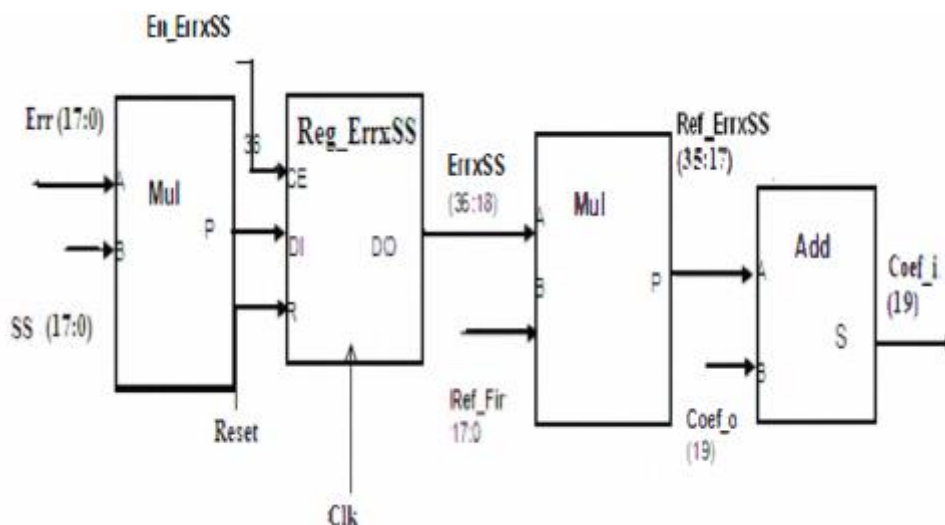 En_ErrxSS
Err (17:0)
36
Reg_ErrxSS
Ref_ErrxSS
(35:17)
ErrxSS
(36:18)
A
Mul
CE
A
Mul
Add
P
DI
DO
B
B
P
A
Coef_i
(19)
SS (17:0)
R
S
B
Ref_Fir
17:0
Coef_o
(19)
Reset
Clk